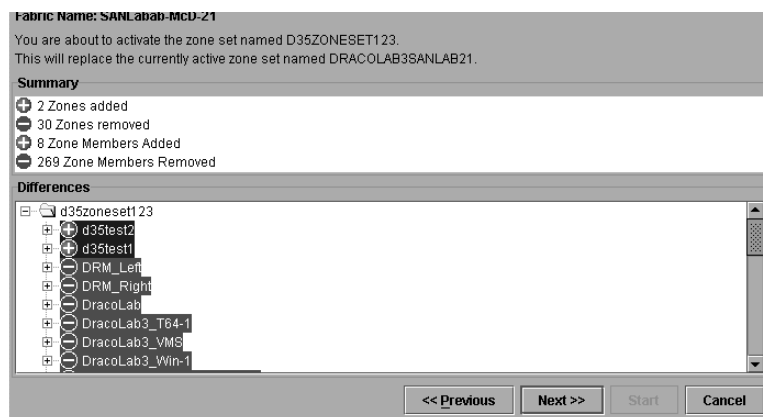 Fabric Name: SANLabab-McD-21
You are about to activate the zone set named D35ZONESET123.
This will replace the currently active zone set named DRACOLAB3SANLAB21.
Summary
2 Zones added
30 Zones removed
8 Zone Members Added
269 Zone Members Removed
Differences
d35zoneset123
d35test2
d35test1
DRM_Left
DRM_Right
DracoLab
DracoLab3_T64-1
DracoLab3_VMS
DracoLab3_Win-1
<< Previous Next >> Start Cancel